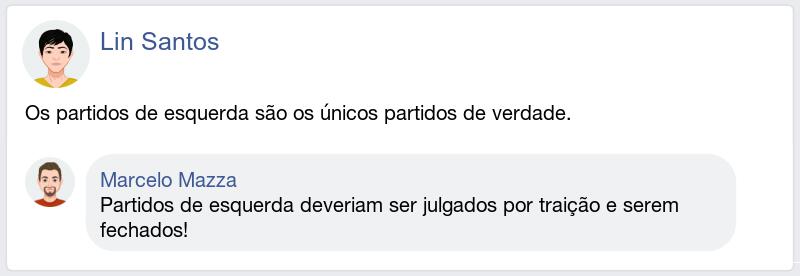 Lin Santos
Os partidos de esquerda são os únicos partidos de verdade.
Marcelo Mazza
Partidos de esquerda deveriam ser julgados por traição e serem
fechados!